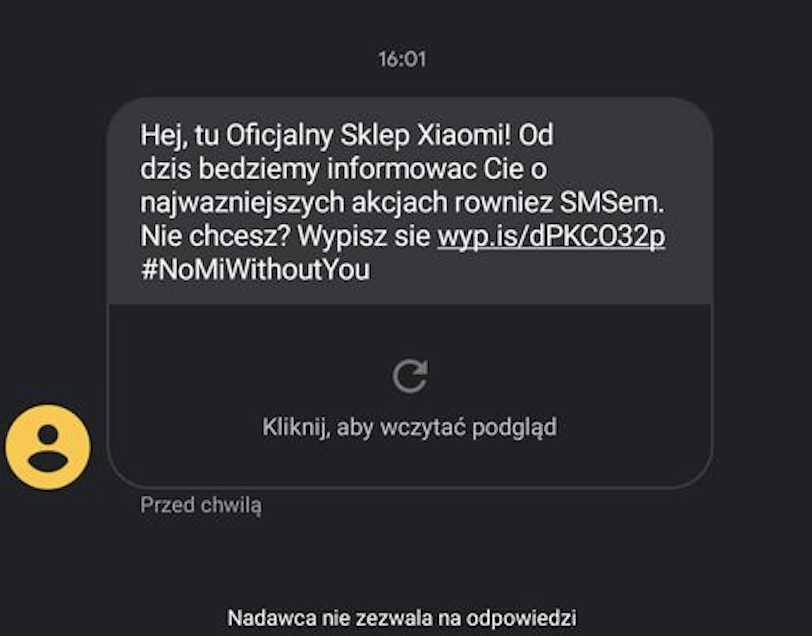 16:01
Hej, tu Oficjalny Sklep Xiaomi! Od
dzis bedziemy informowac Cie o
najwazniejszych akcjach rowniez SMSem.
Nie chcesz? Wypisz sie wyp.is/dPKCO32p
#NoMiWithoutYou
Kliknij, aby wczytać podgląd
Przed chwilą
Nadawca nie zezwala na odpowiedzi